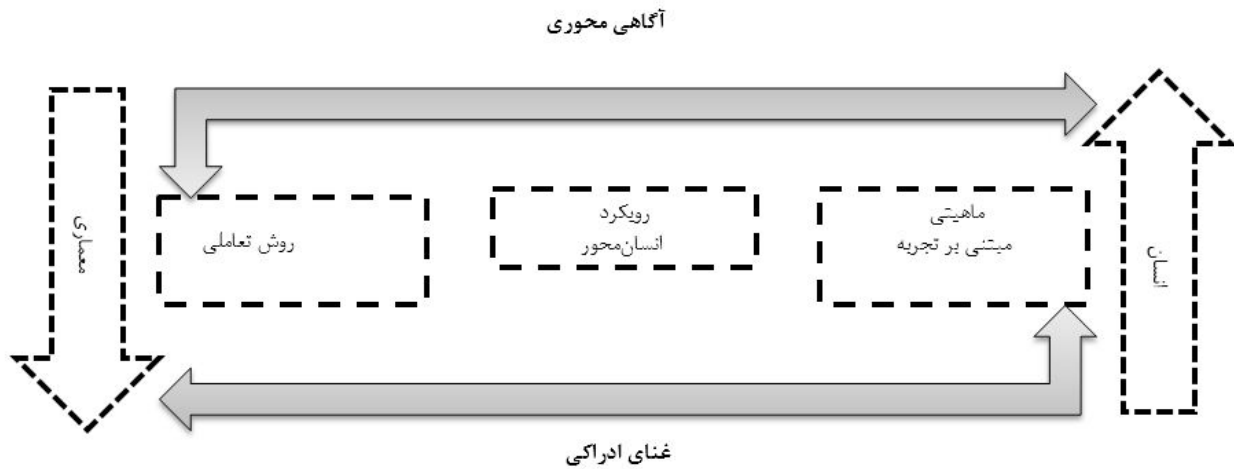 آگاهی محوری
انسان
ماهیتی
مبتنی بر تجربه
رویکرد
انسان‌محور
روش تعاملی
معماری
غنای ادراکی